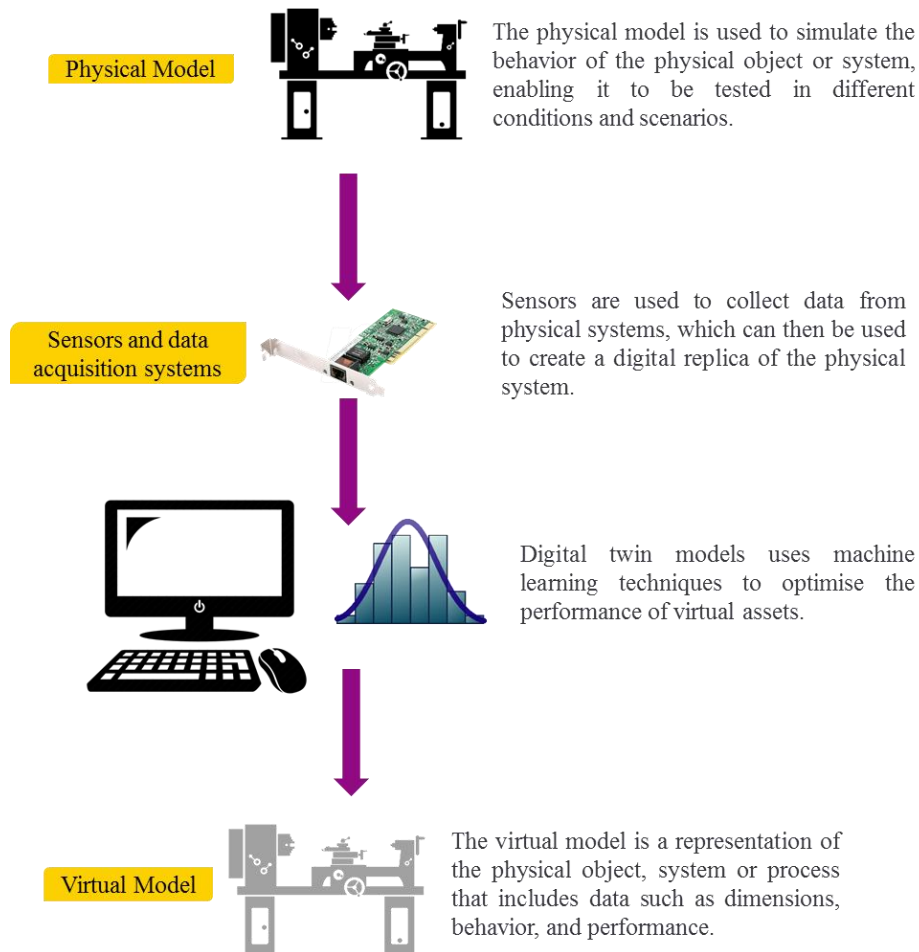 Physical Model
The physical model is used to simulate the
behavior of the physical object or system,
enabling it to be tested in different
conditions and scenarios.
Sensors and data
acquisition systems
Sensors are used to collect data from
physical systems, which can then be used
to create a digital replica of the physical
system.
Digital twin models uses machine
learning techniques to optimise the
performance of virtual assets.
Virtual Model
The virtual model is a representation of
the physical object, system or process
that includes data such as dimensions,
behavior, and performance.